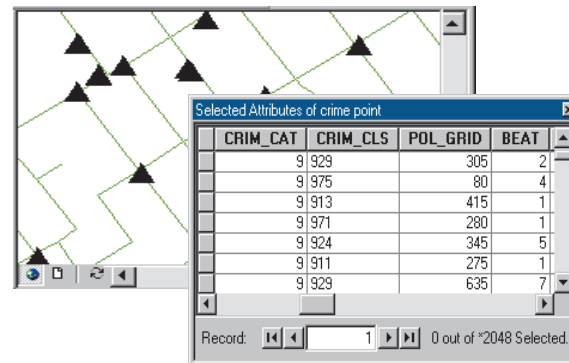 Selected Attributes of crime point
CRIM_CAT CRIM_CLS POL_GRID BEAT
9 929 305 2
9 975 80 4
9 913 415 1
9 971 280 1
9 924 345 5
9 911 275 1
9 929 635 7
Record: 1 0 out of *2048 Selected.